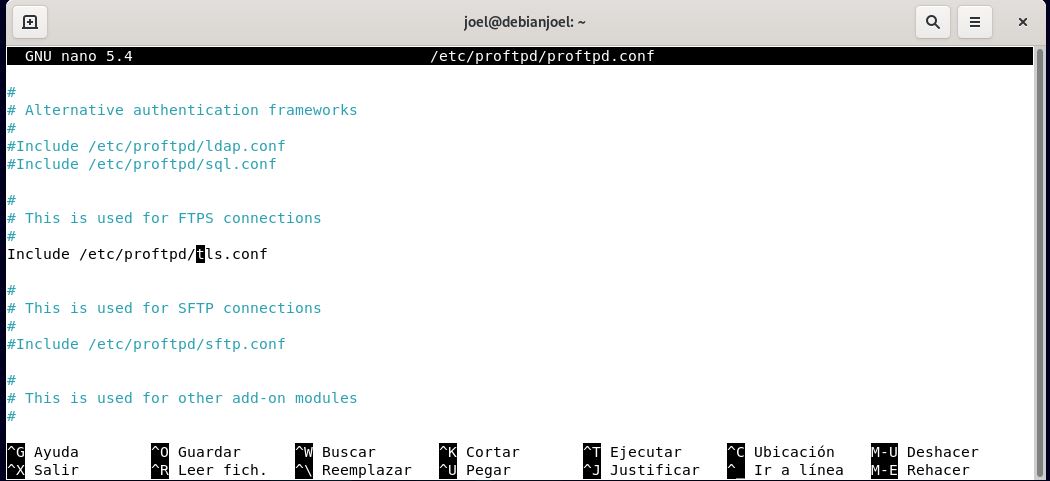 joel@debianjoel: ~
GNU nano 5.4 /etc/proftpd/proftpd.conf
#
# Alternative authentication frameworks
#
#Include /etc/proftpd/ldap.conf
#Include /etc/proftpd/sql.conf
#
# This is used for FTPS connections
#
Include /etc/proftpd/tls.conf
#
# This is used for SFTP connections
#
#Include /etc/proftpd/sftp.conf
#
# This is used for other add-on modules
#
^G Ayuda ^O Guardar ^W Buscar ^K Cortar ^T Ejecutar ^C Ubicación M-U Deshacer
^X Salir ^R Leer fich. ^\ Reemplazar ^U Pegar ^J Justificar ^_ Ir a línea M-E Rehacer